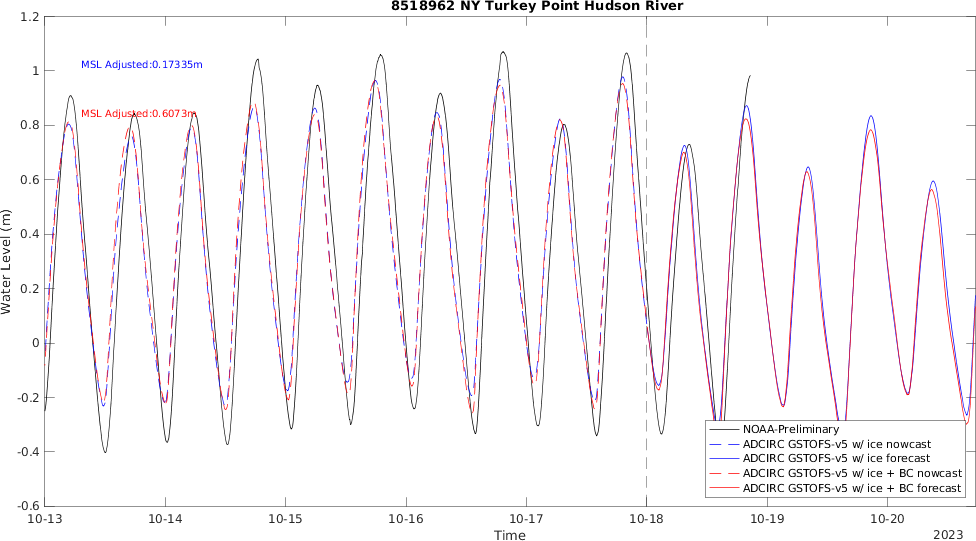 8518962 NY Turkey Point Hudson River
MSL Adjusted:0.17335m
MSL Adjusted:0.6073m
Water Level (m)
1.2
1
0.8
0.6
0.4
0.2
0
-0.2
-0.4
-0.6
NOAA-Preliminary
ADCIRC GSTOFS-v5 w/ ice nowcast
ADCIRC GSTOFS-v5 w/ ice forecast
ADCIRC GSTOFS-v5 w/ ice + BC nowcast
ADCIRC GSTOFS-v5 w/ ice + BC forecast
10-13 10-14 10-15 10-16 10-17 10-18 10-19 10-20
Time
2023